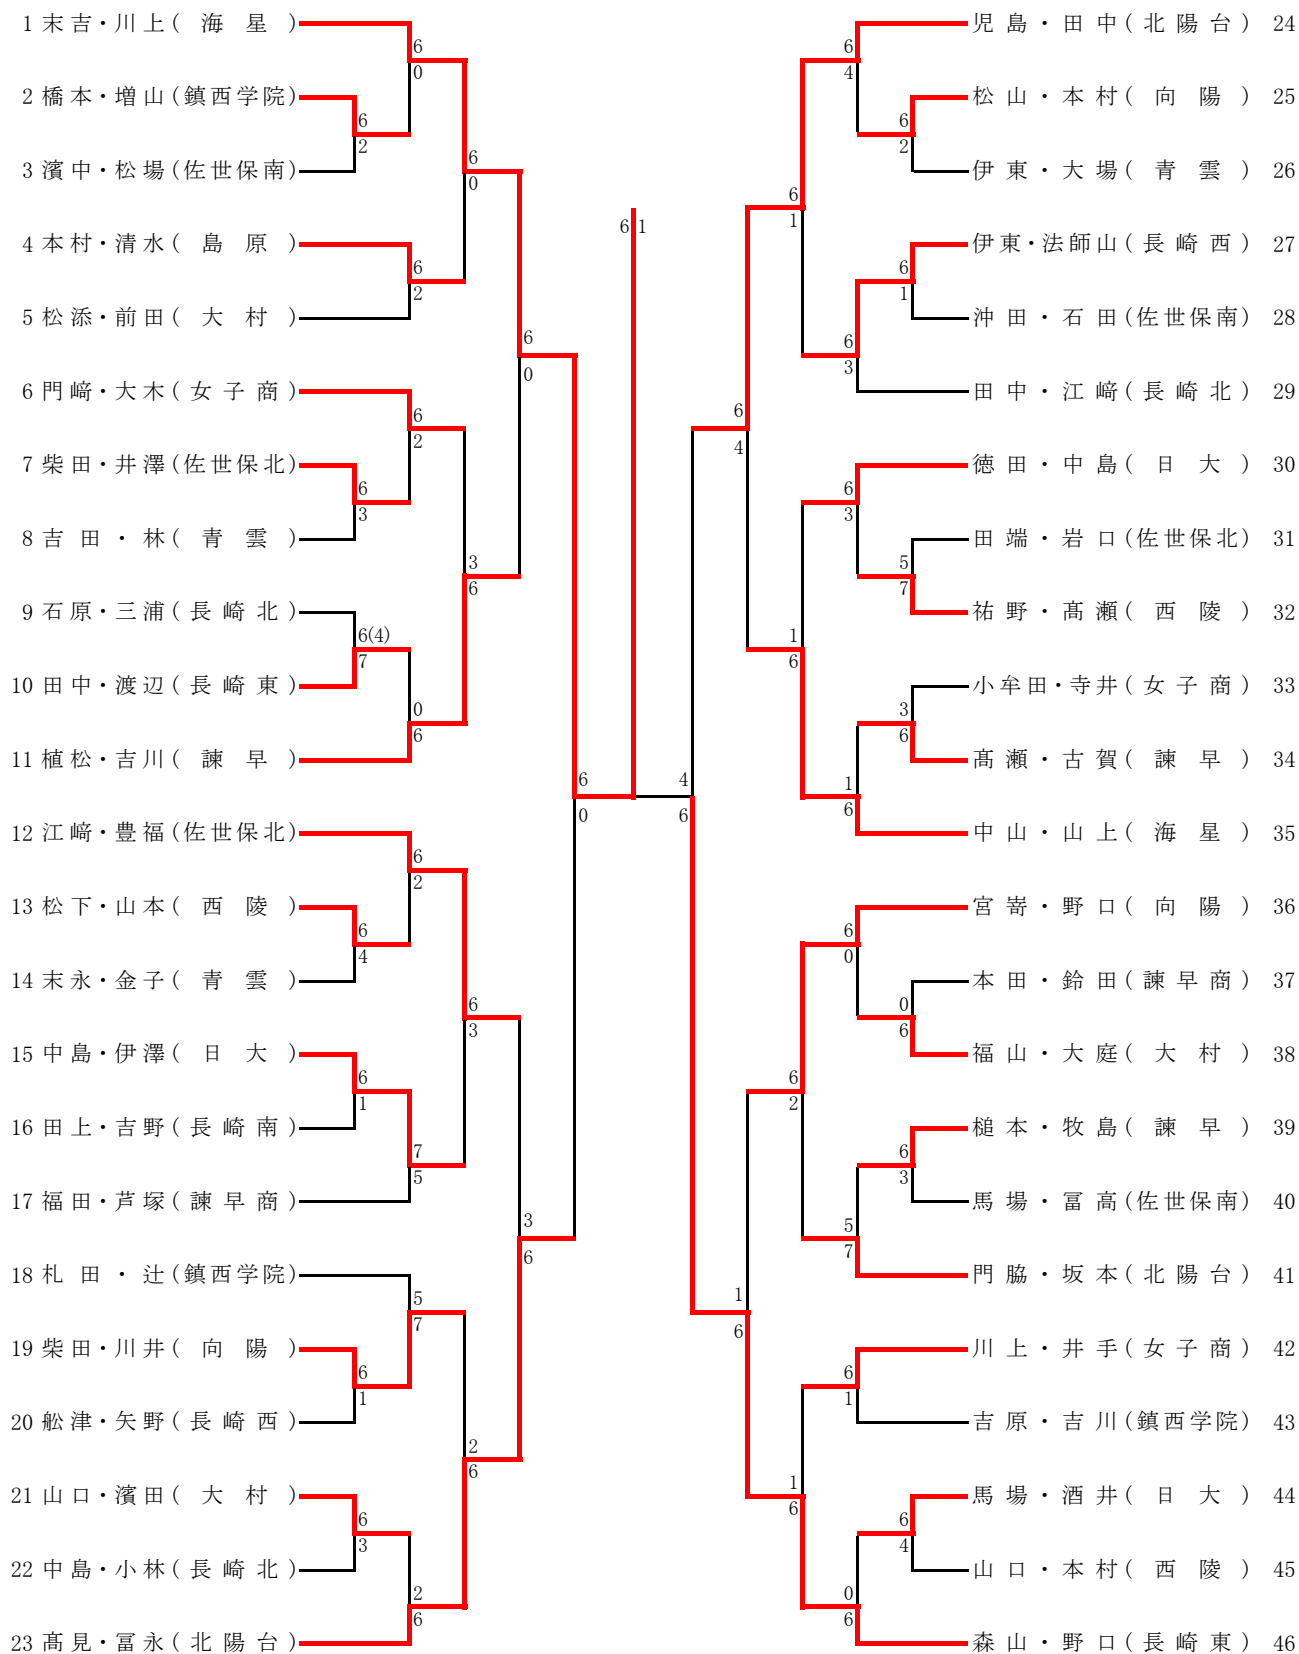 1 末吉・川上(海星)
2 橋本・増山(鎮西学院)
3 濱中・松場(佐世保南)
4 本村・清水(島原)
5 松添・前田(大村)
6 門﨑・大木(女子商)
7 柴田・井澤(佐世保北)
8 吉田・林(青雲)
9 石原・三浦(長崎北)
10 田中・渡辺(長崎東)
11 植松・吉川(諫早)
12 江﨑・豊福(佐世保北)
13 松下・山本(西陵)
14 末永・金子(青雲)
15 中島・伊澤(日大)
16 田上・吉野(長崎南)
17 福田・芦塚(諫早商)
18 札田・辻(鎮西学院)
19 柴田・川井(向陽)
20 舩津・矢野(長崎西)
21 山口・濱田(大村)
22 中島・小林(長崎北)
23 髙見・冨永(北陽台)
6
2
6
3
6(4)
7
6
4
6
1
6
1
6
3
6
0
6
2
6
2
0
6
6
2
7
5
5
7
2
6
6
0
3
6
6
3
2
6
6
0
3
6
6
0
6 1
4
6
6
4
1
6
6
1
1
6
6
2
1
6
6
4
6
3
6
3
1
6
6
0
5
7
6
1
0
6
6
2
6
1
5
7
3
6
0
6
6
3
6
4
児島・田中(北陽台) 24
松山・本村(向陽) 25
伊東・大場(青雲) 26
伊東・法師山(長崎西) 27
沖田・石田(佐世保南) 28
田中・江﨑(長崎北) 29
徳田・中島(日大) 30
田端・岩口(佐世保北) 31
祐野・髙瀬(西陵) 32
小牟田・寺井(女子商) 33
髙瀬・古賀(諫早) 34
中山・山上(海星) 35
宮嵜・野口(向陽) 36
本田・鈴田(諫早商) 37
福山・大庭(大村) 38
槌本・牧島(諫早) 39
馬場・冨高(佐世保南) 40
門脇・坂本(北陽台) 41
川上・井手(女子商) 42
吉原・吉川(鎮西学院) 43
馬場・酒井(日大) 44
山口・本村(西陵) 45
森山・野口(長崎東) 46